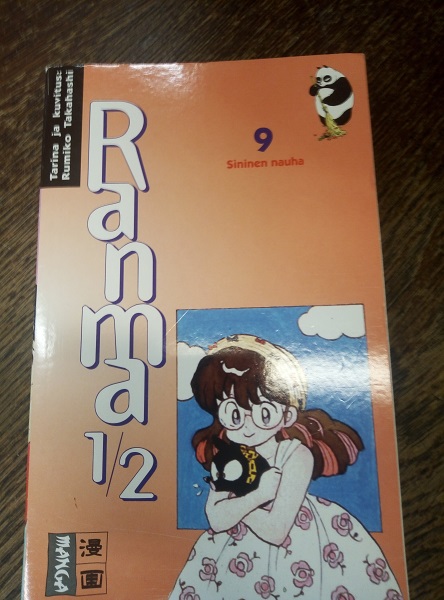 Tarina ja kuvitus:
Rumiko Takahashi
Ranma
1/2
9
Sininen nauha
漫画
MANGA